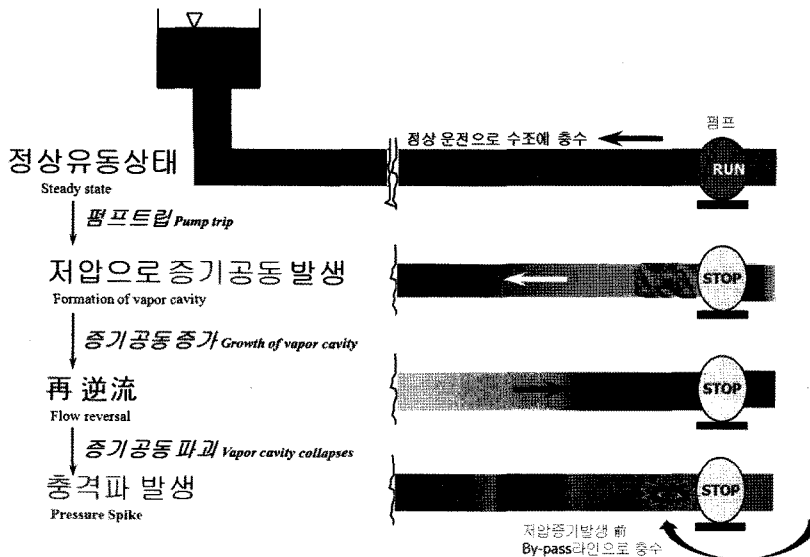 정상 운전으로 수조에 충수
펌프
RUN
정상유동상태
Steady state
펌프트립 Pump trip
저압으로 증기공동 발생
Formation of vapor cavity
STOP
증기공동 증가 Growth of vapor cavity
再 逆流
Flow reversal
STOP
증기공동 파괴 Vapor cavity collapses
충격파 발생
Pressure Spike
STOP
저압증기발생 前
By-pass라인으로 충수